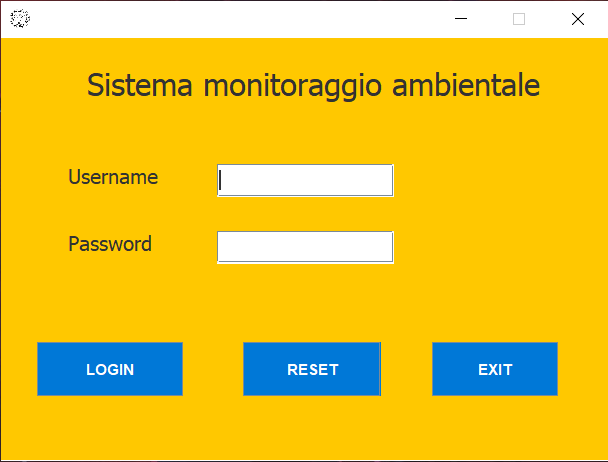 Sistema monitoraggio ambientale
Username
Password
LOGIN RESET EXIT